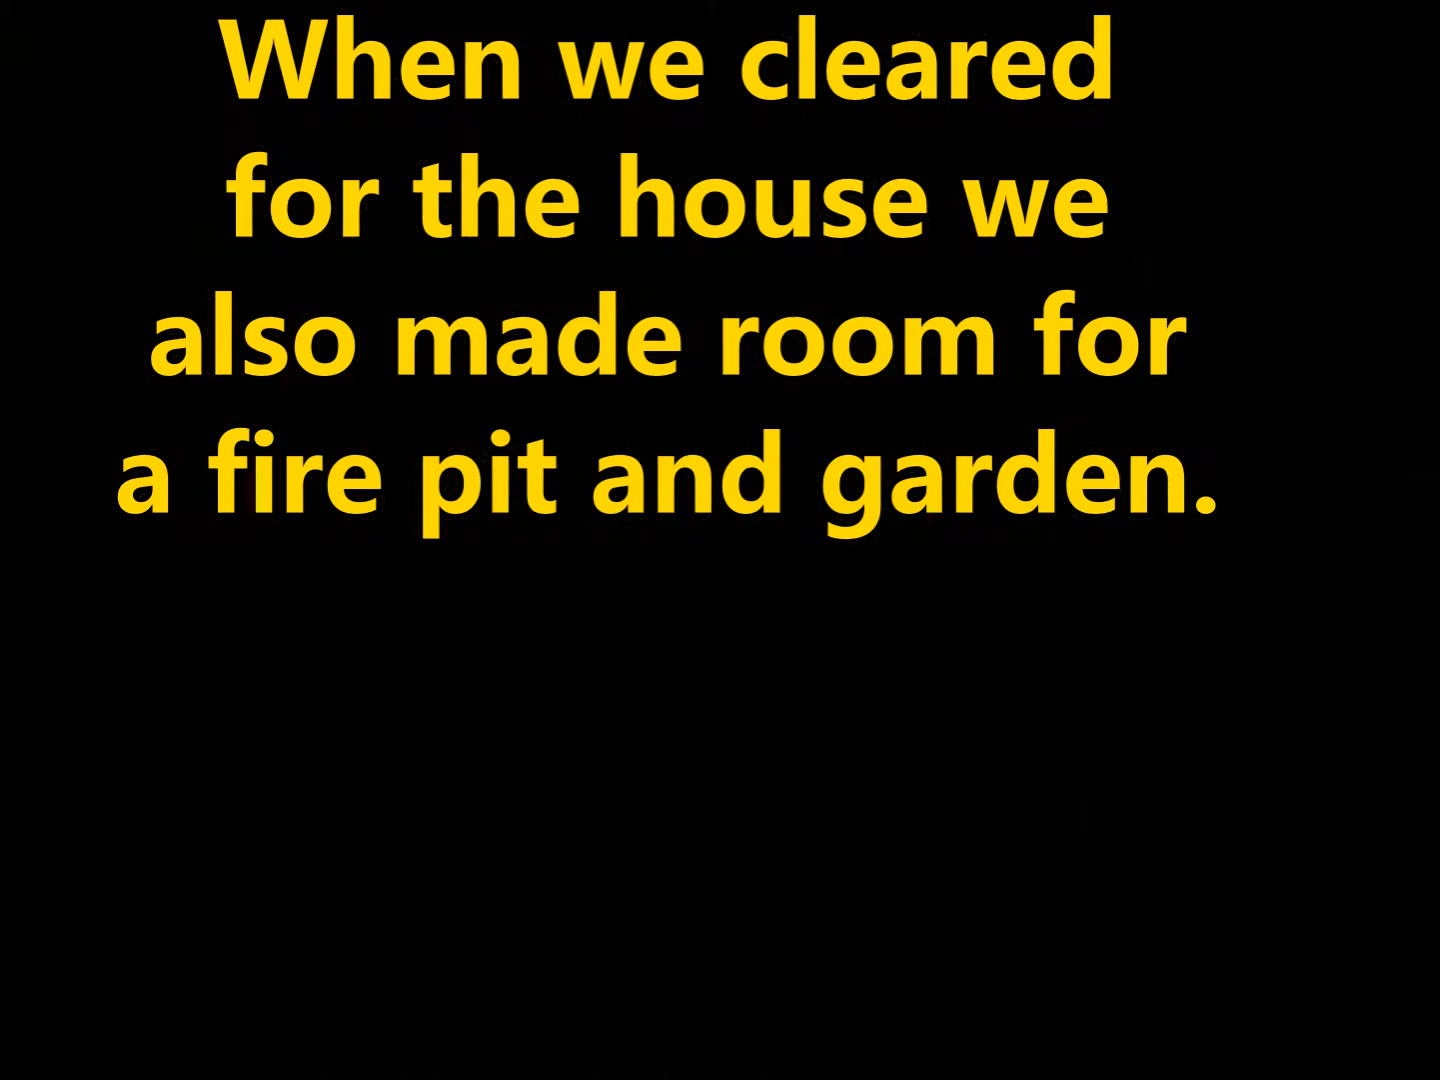 When we cleared
for the house we
also made room for
a fire pit and garden.